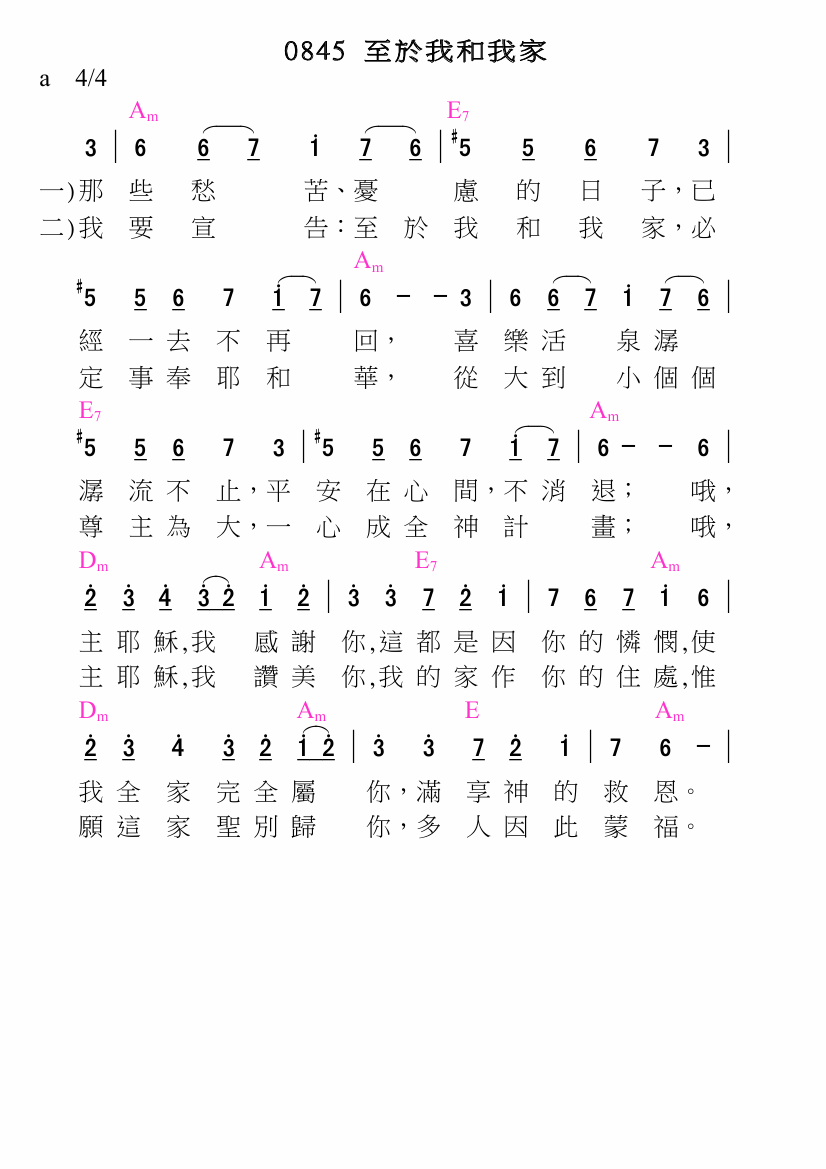 0845 至於我和我家
a 4/4
Am E7
3 | 6 6 7 1 7 6 | #5 5 6 7 3 |
一)那 些 愁 苦、憂 慮 的 日 子，已
二)我 要 宣 告：至 於 我 和 我 家，必
Am
#5 5 6 7 1 7 | 6 － － 3 | 6 6 7 1 7 6 |
經 一 去 不 再 回， 喜 樂 活 泉 潺
定 事 奉 耶 和 華， 從 大 到 小 個 個
E7 Am
#5 5 6 7 3 | #5 5 6 7 1 7 | 6 － － 6 |
潺 流 不 止，平 安 在 心 間，不 消 退； 哦，
尊 主 為 大，一 心 成 全 神 計 畫； 哦，
Dm Am E7 Am
2 3 4 3 2 1 2 | 3 3 7 2 1 | 7 6 7 1 6 |
主 耶 穌,我 感 謝 你,這 都 是 因 你 的 憐 憫,使
主 耶 穌,我 讚 美 你,我 的 家 作 你 的 住 處,惟
Dm Am E Am
2 3 4 3 2 1 2 | 3 3 7 2 1 | 7 6 － |
我 全 家 完 全 屬 你，滿 享 神 的 救 恩。
願 這 家 聖 別 歸 你，多 人 因 此 蒙 福。